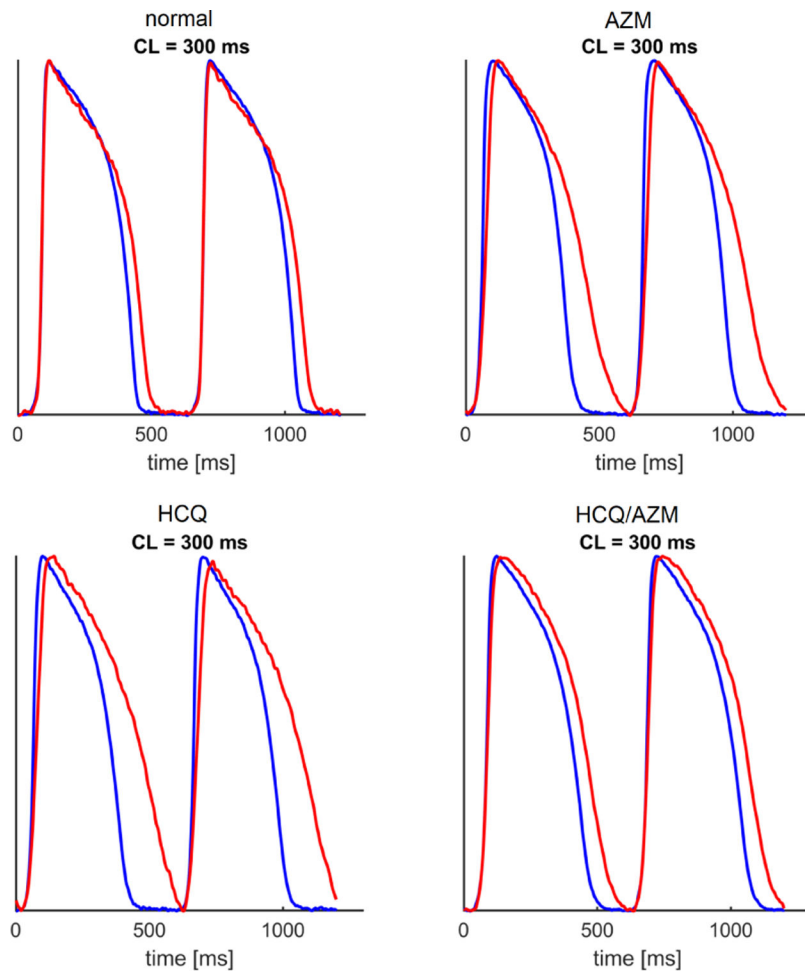 normal
CL = 300 ms
0
500
1000
time [ms]
AZM
CL = 300 ms
0
500
1000
time [ms]
HCQ
CL = 300 ms
0
500
1000
time [ms]
HCQ/AZM
CL = 300 ms
0
500
1000
time [ms]